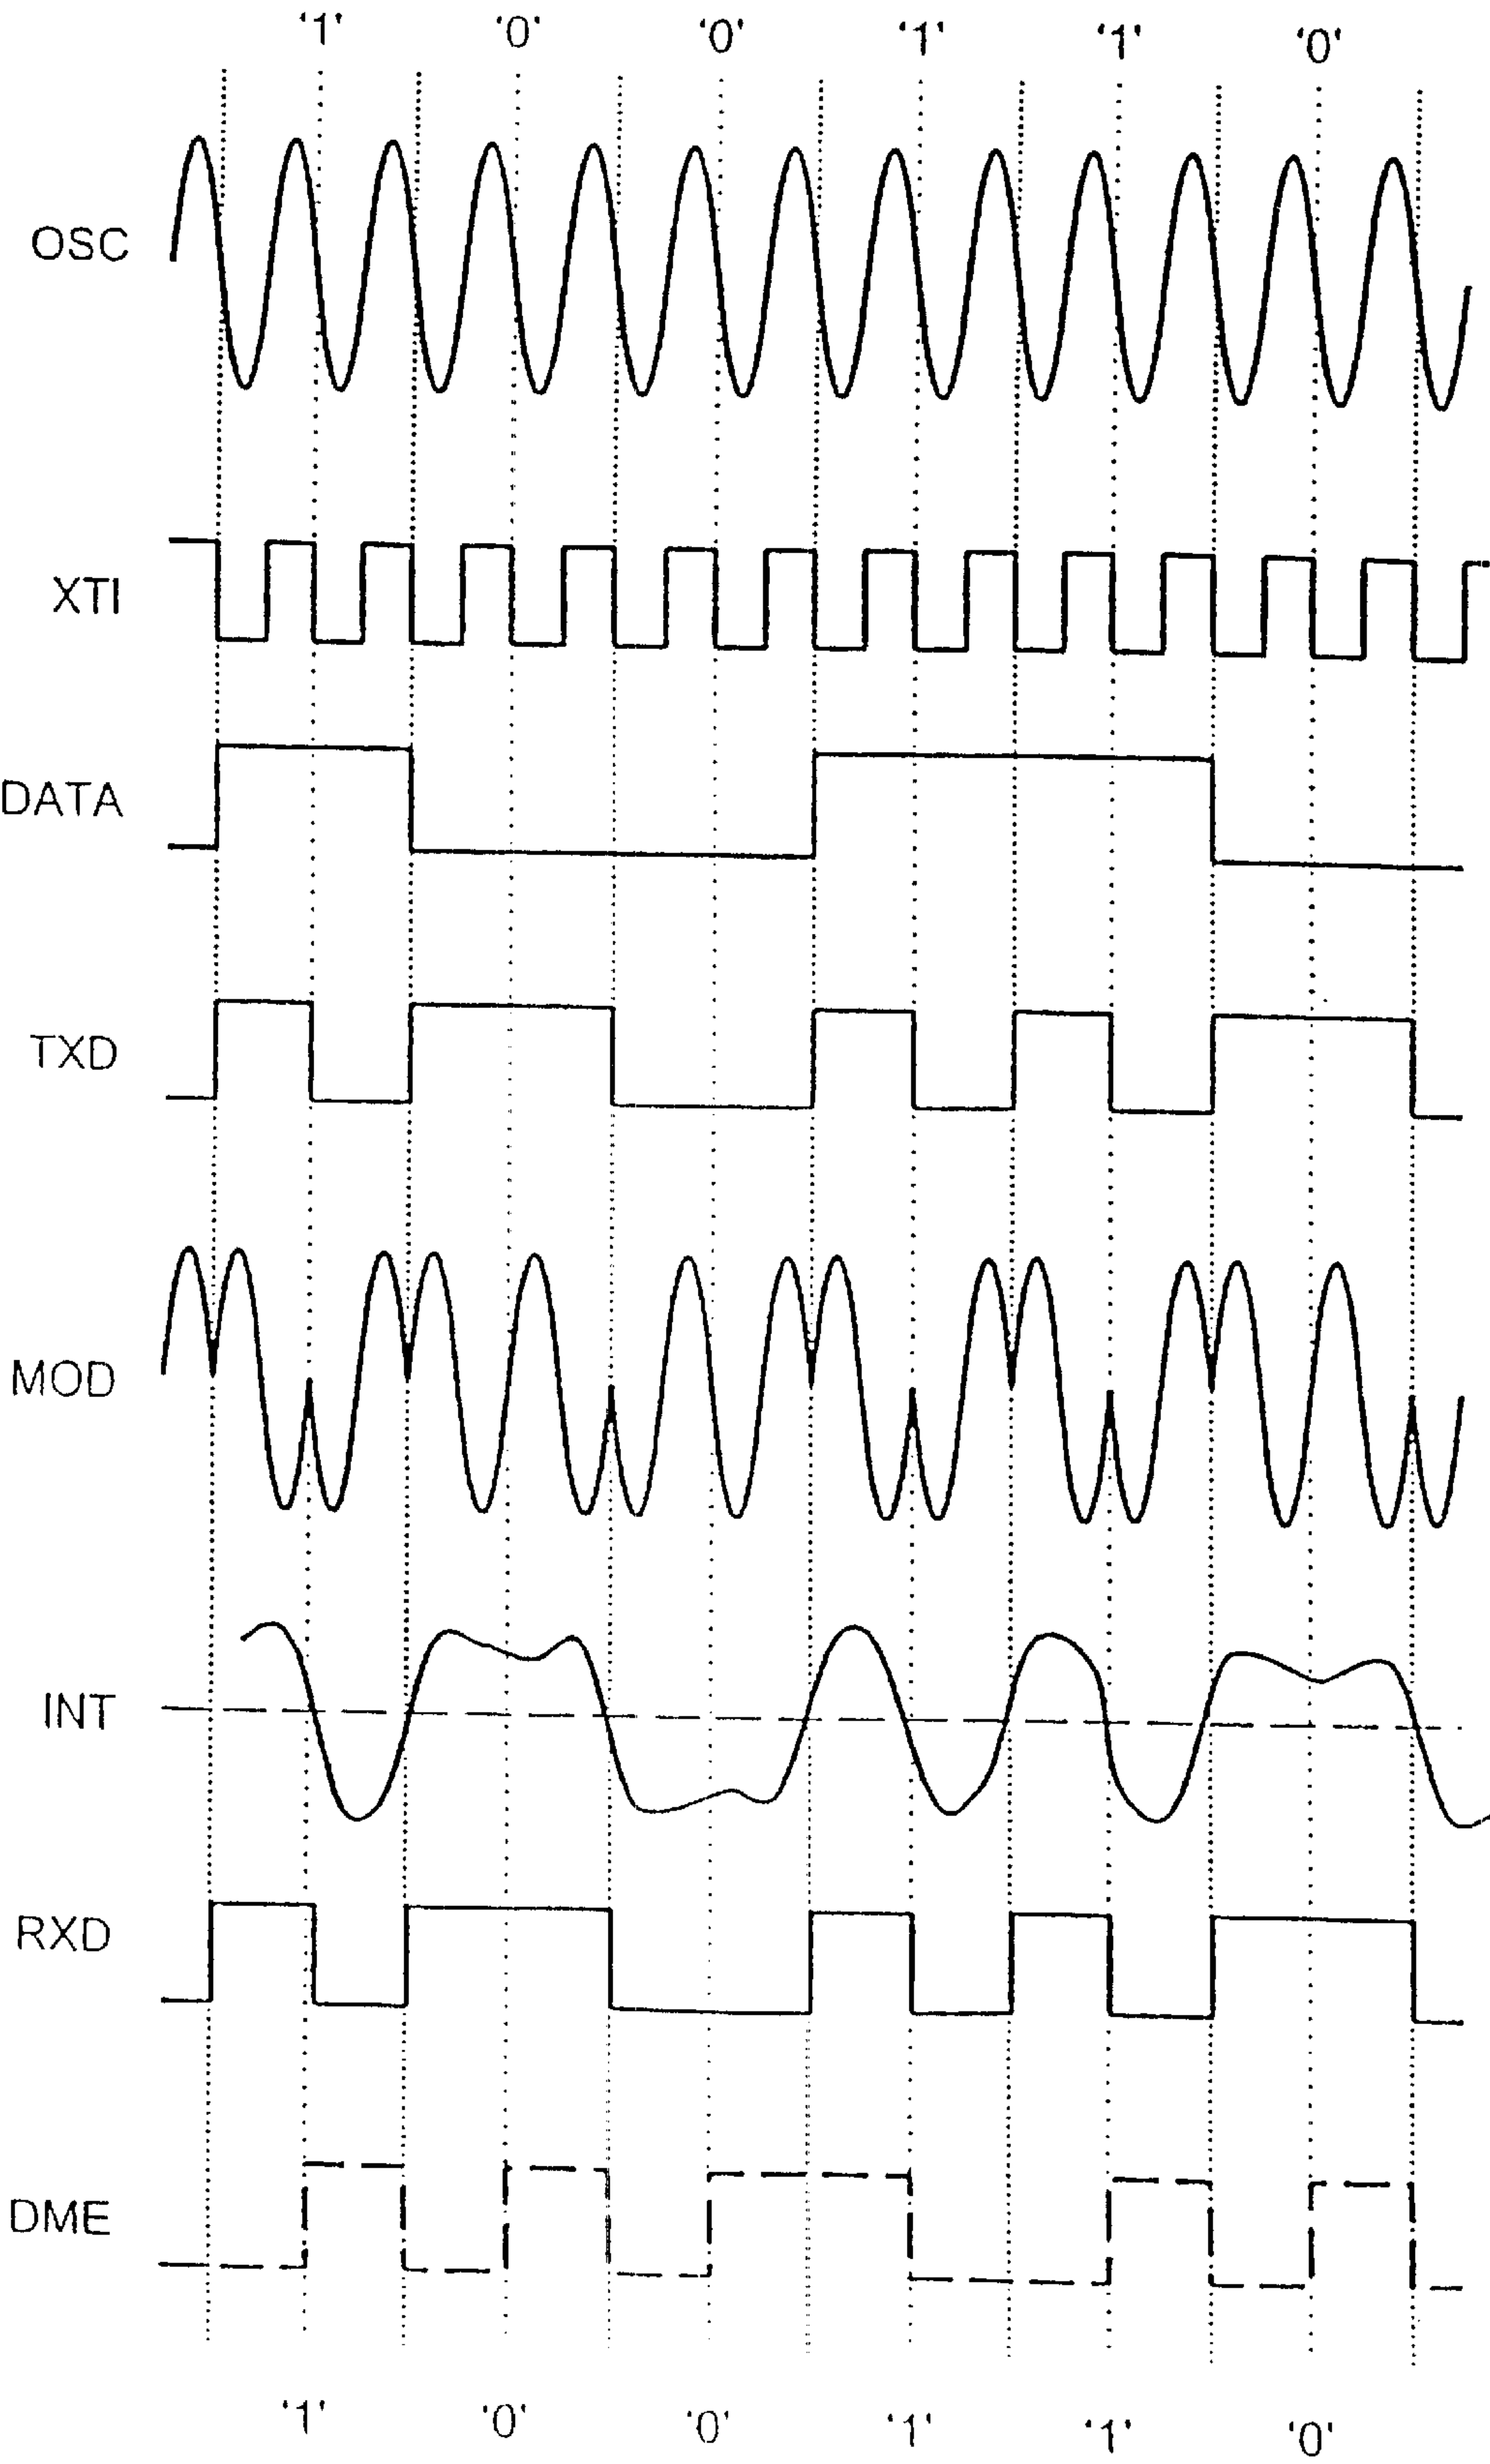 ‘1‘ ‘0‘ ‘0‘ ‘1‘ ‘1‘ ‘0‘
OSC
XTI
DATA
TXD
MOD
INT
RXD
DME
‘1‘ ‘0‘ ‘0‘ ‘1‘ ‘1‘ ‘0‘